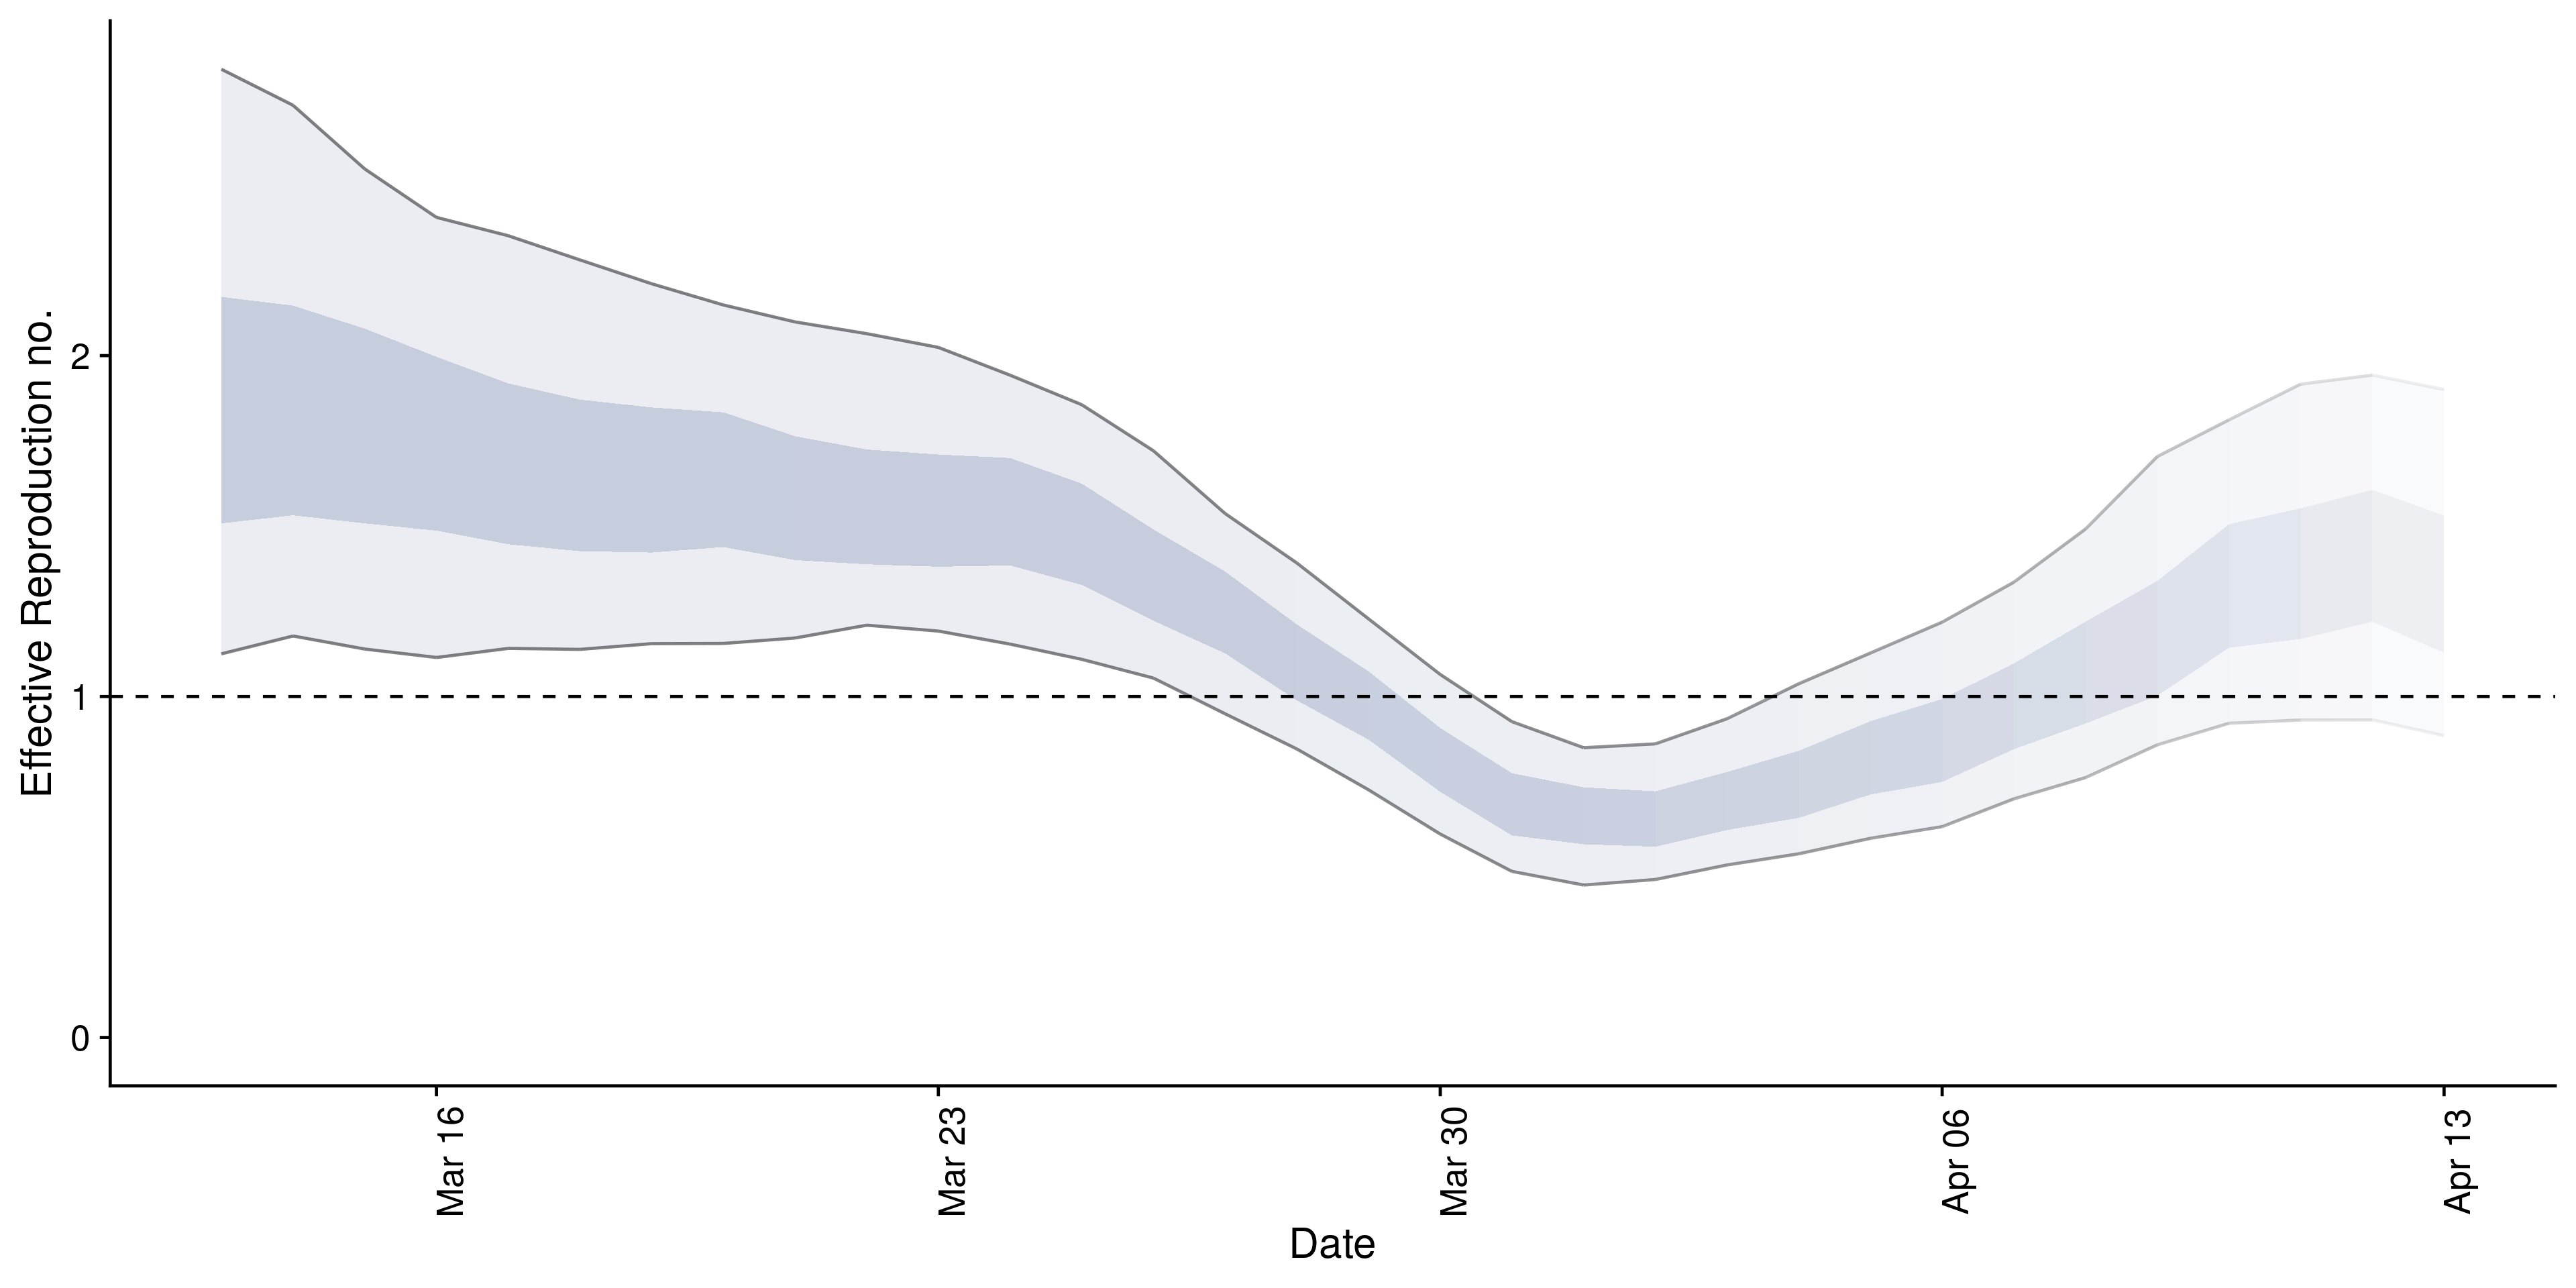 Effective Reproduction no.
2
1
0
Mar 16
Mar 23
Mar 30
Apr 06
Apr 13
Date